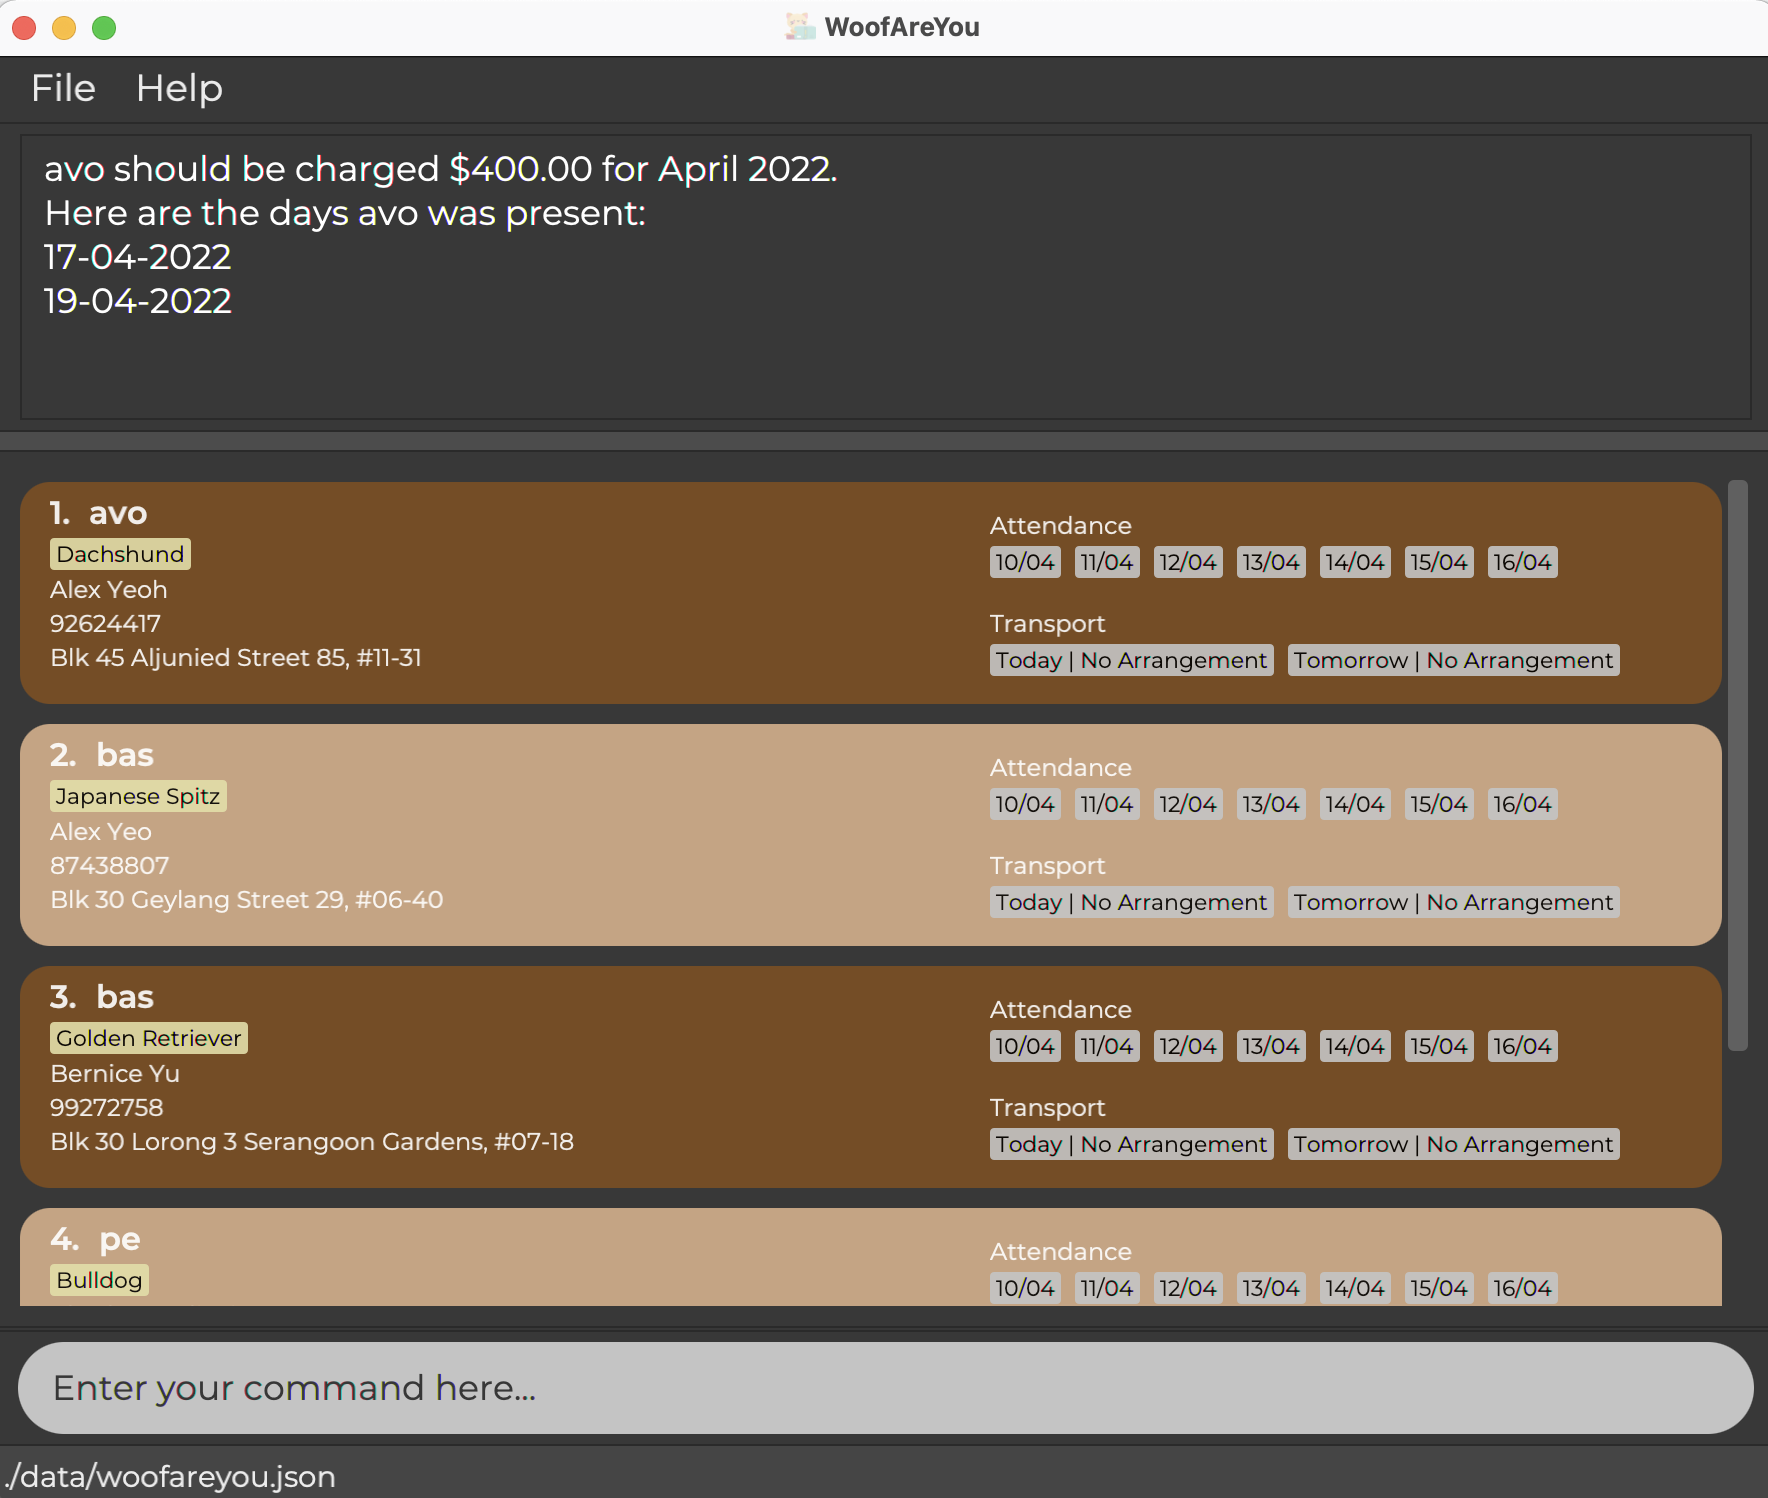 WoofAreYou
File Help
avo should be charged $400.00 for April 2022.
Here are the days avo was present:
17-04-2022
19-04-2022
1. avo
Dachshund
Alex Yeoh
92624417
Blk 45 Aljunied Street 85, #11-31
Attendance
10/04 11/04 12/04 13/04 14/04 15/04 16/04
Transport
Today | No Arrangement Tomorrow | No Arrangement
2. bas
Japanese Spitz
Alex Yeo
87438807
Blk 30 Geylang Street 29, #06-40
Attendance
10/04 11/04 12/04 13/04 14/04 15/04 16/04
Transport
Today | No Arrangement Tomorrow | No Arrangement
3. bas
Golden Retriever
Bernice Yu
99272758
Blk 30 Lorong 3 Serangoon Gardens, #07-18
Attendance
10/04 11/04 12/04 13/04 14/04 15/04 16/04
Transport
Today | No Arrangement Tomorrow | No Arrangement
4. pe
Bulldog
Attendance
10/04 11/04 12/04 13/04 14/04 15/04 16/04
Enter your command here...
./data/woofareyou.json